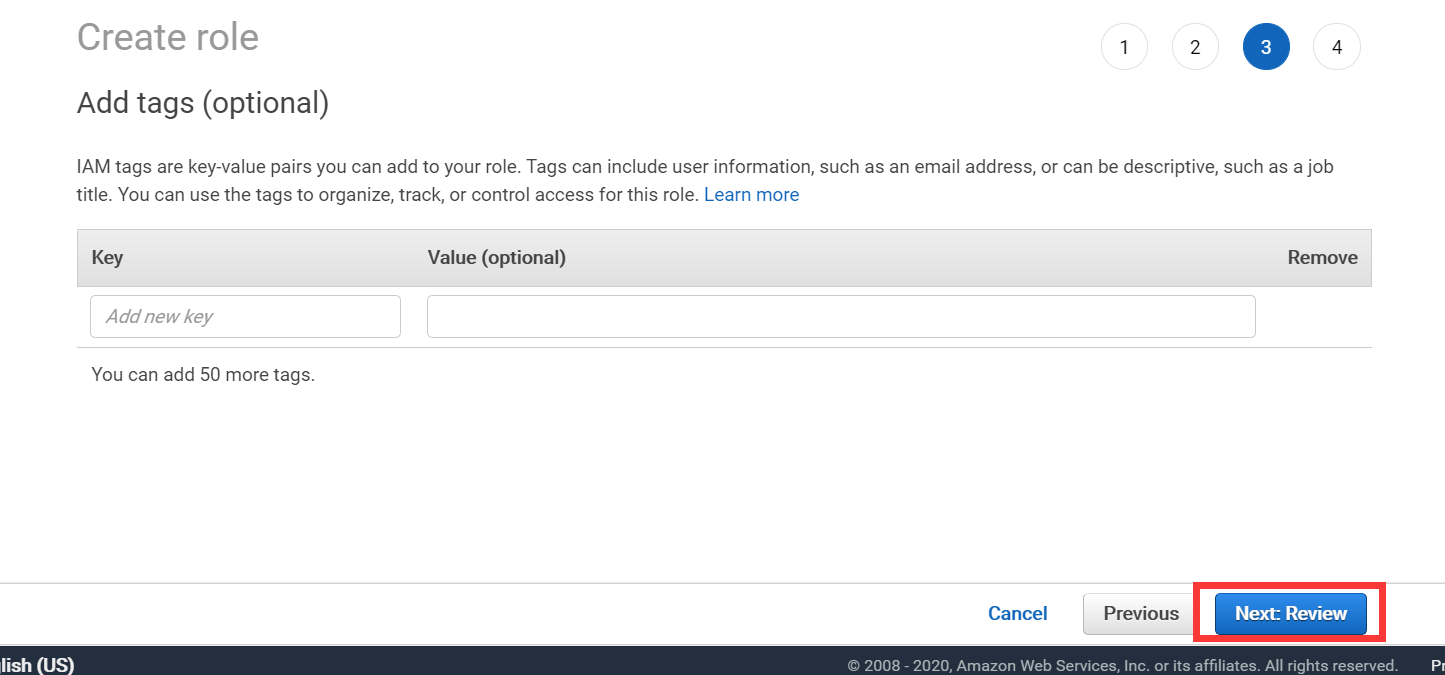 Create role
1 2 3 4
Add tags (optional)
IAM tags are key-value pairs you can add to your role. Tags can include user information, such as an email address, or can be descriptive, such as a job
title. You can use the tags to organize, track, or control access for this role. Learn more
Key Value (optional) Remove
Add new key
You can add 50 more tags.
Cancel Previous Next: Review
lish (US) © 2008 - 2020, Amazon Web Services, Inc. or its affiliates. All rights reserved. Pr